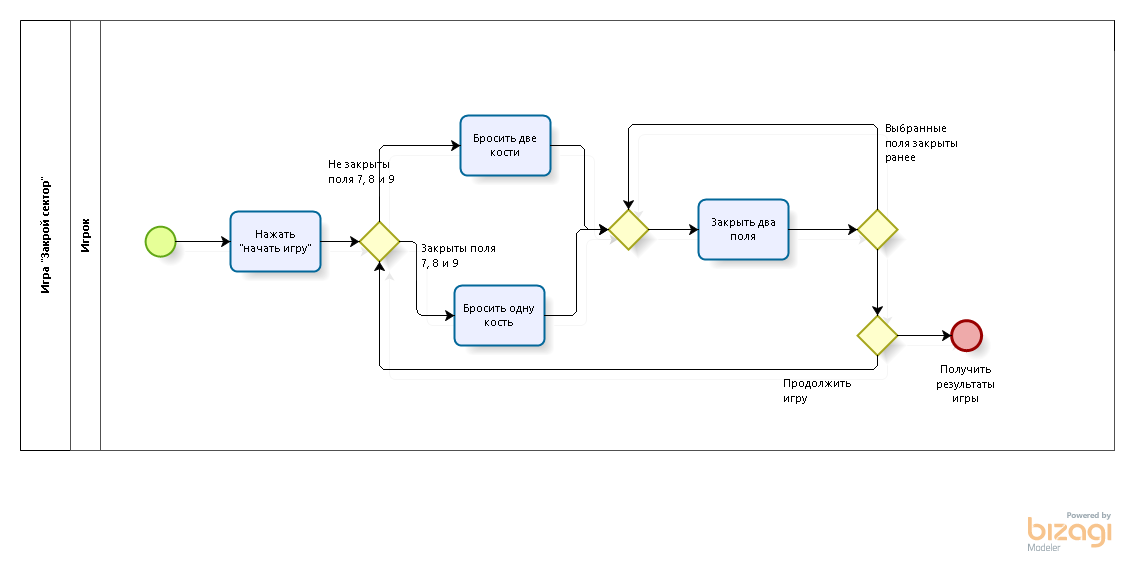 Игра "Закрой сектор"
Игрок
Нажать
"начать игру"
Не закрыты
поля 7, 8 и 9
Бросить две
кости
Закрыты поля
7, 8 и 9
Бросить одну
кость
Закрыть два
поля
Выбранные
поля закрыты
ранее
Продолжить
игру
Получить
результаты
игры
Powered by
bizagi
Modeler